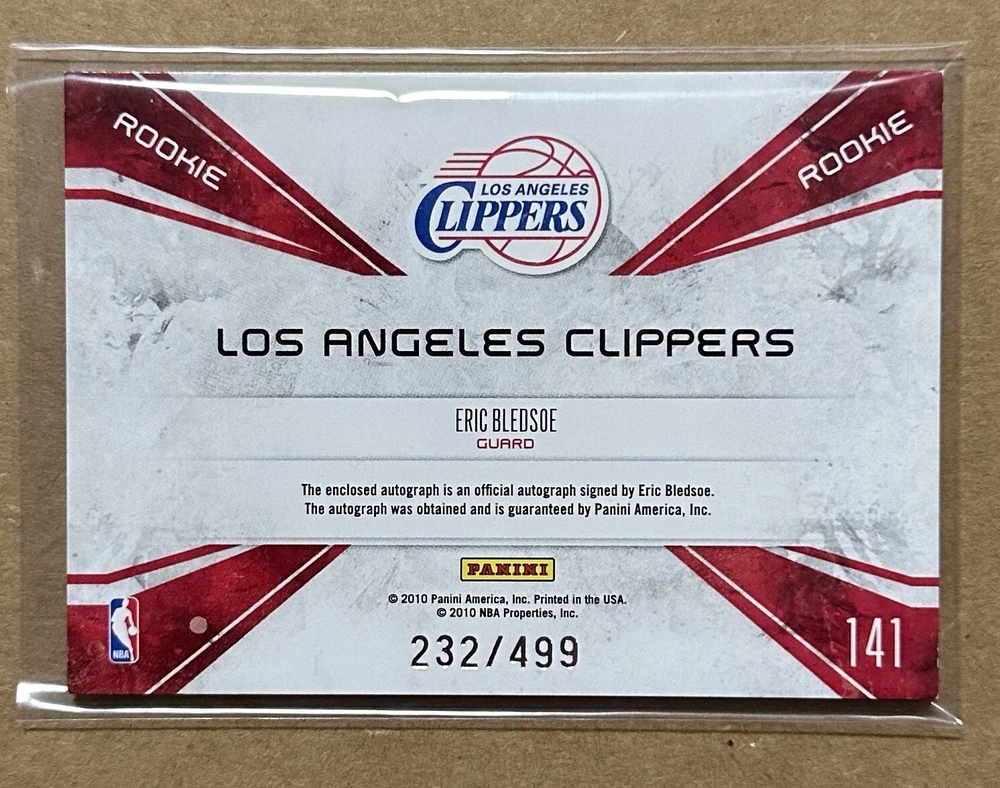 ROOKIE
ROOKIE
LOS ANGELES
CLIPPERS
LOS ANGELES CLIPPERS
ERIC BLEDSOE
GUARD
The enclosed autograph is an official autograph signed by Eric Bledsoe.
The autograph was obtained and is guaranteed by Panini America, Inc.
PANINI
© 2010 Panini America, Inc. Printed in the USA.
© 2010 NBA Properties, Inc.
NBA
232/499
141